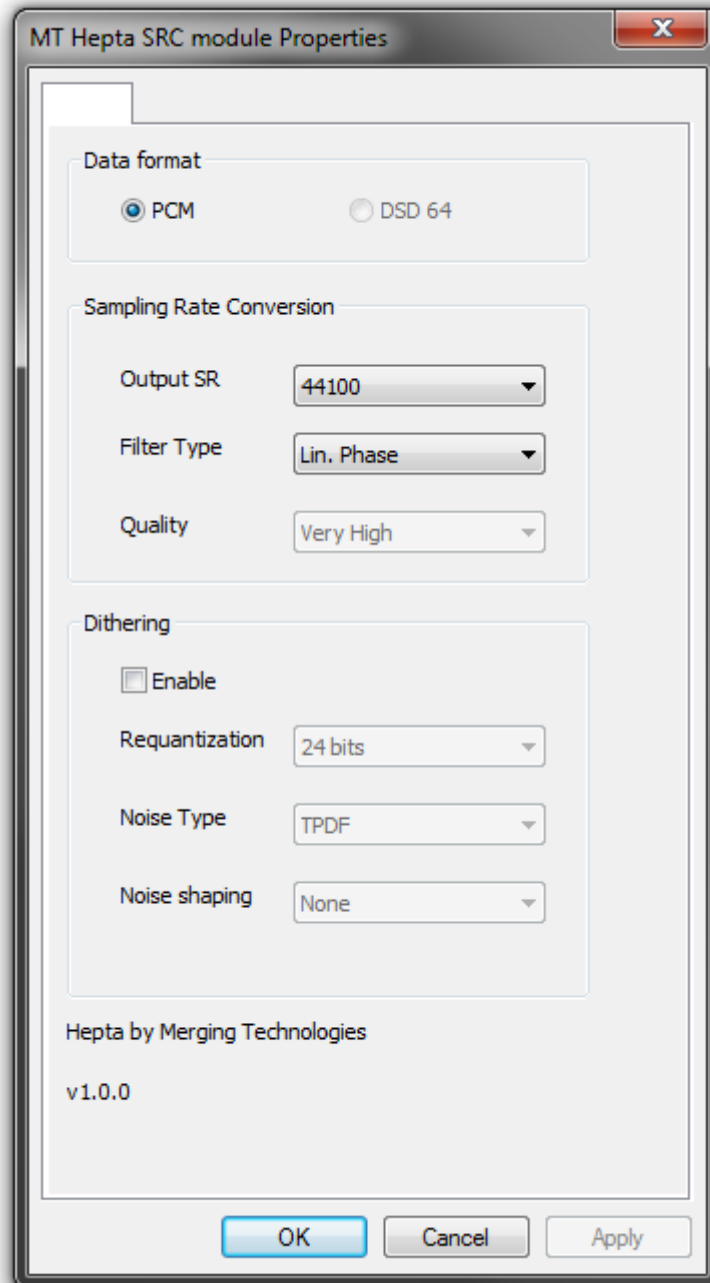 MT Hepta SRC module Properties
Data format
PCM DSD 64
Sampling Rate Conversion
Output SR 44100
Filter Type Lin. Phase
Quality Very High
Dithering
Enable
Requantization 24 bits
Noise Type TPDF
Noise shaping None
Hepta by Merging Technologies
v1.0.0
OK Cancel Apply